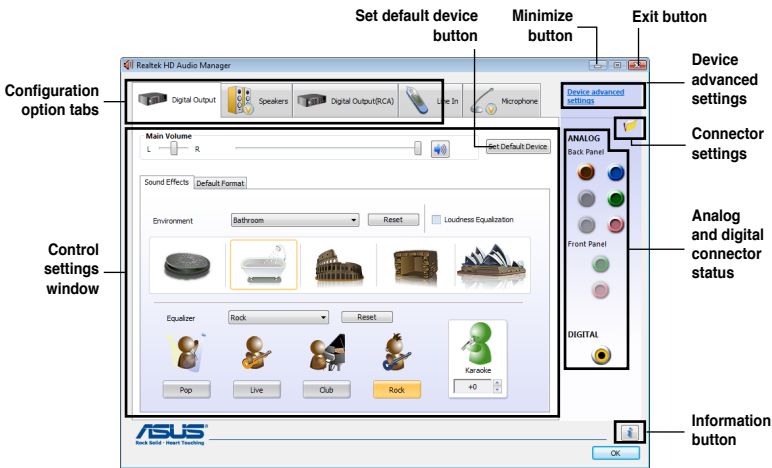 Set default device
button
Minimize
button
Exit button
Realtek HD Audio Manager
Configuration
option tabs
Digital Output
Speakers
Digital Output(RCA)
Line In
Microphone
Device advanced
settings
Device
advanced
settings
Main Volume
L
R
Set Default Device
Connector
settings
ANALOG
Back Panel
Sound Effects
Default Format
Environment
Bathroom
Reset
Loudness Equalization
Control
settings
window
Front Panel
Analog
and digital
connector
status
Equalizer
Rock
Reset
DIGITAL
Karaoke
+0
Pop
Live
Club
Rock
ASUS
Rock Solid · Heart Touching
Information
button
OK